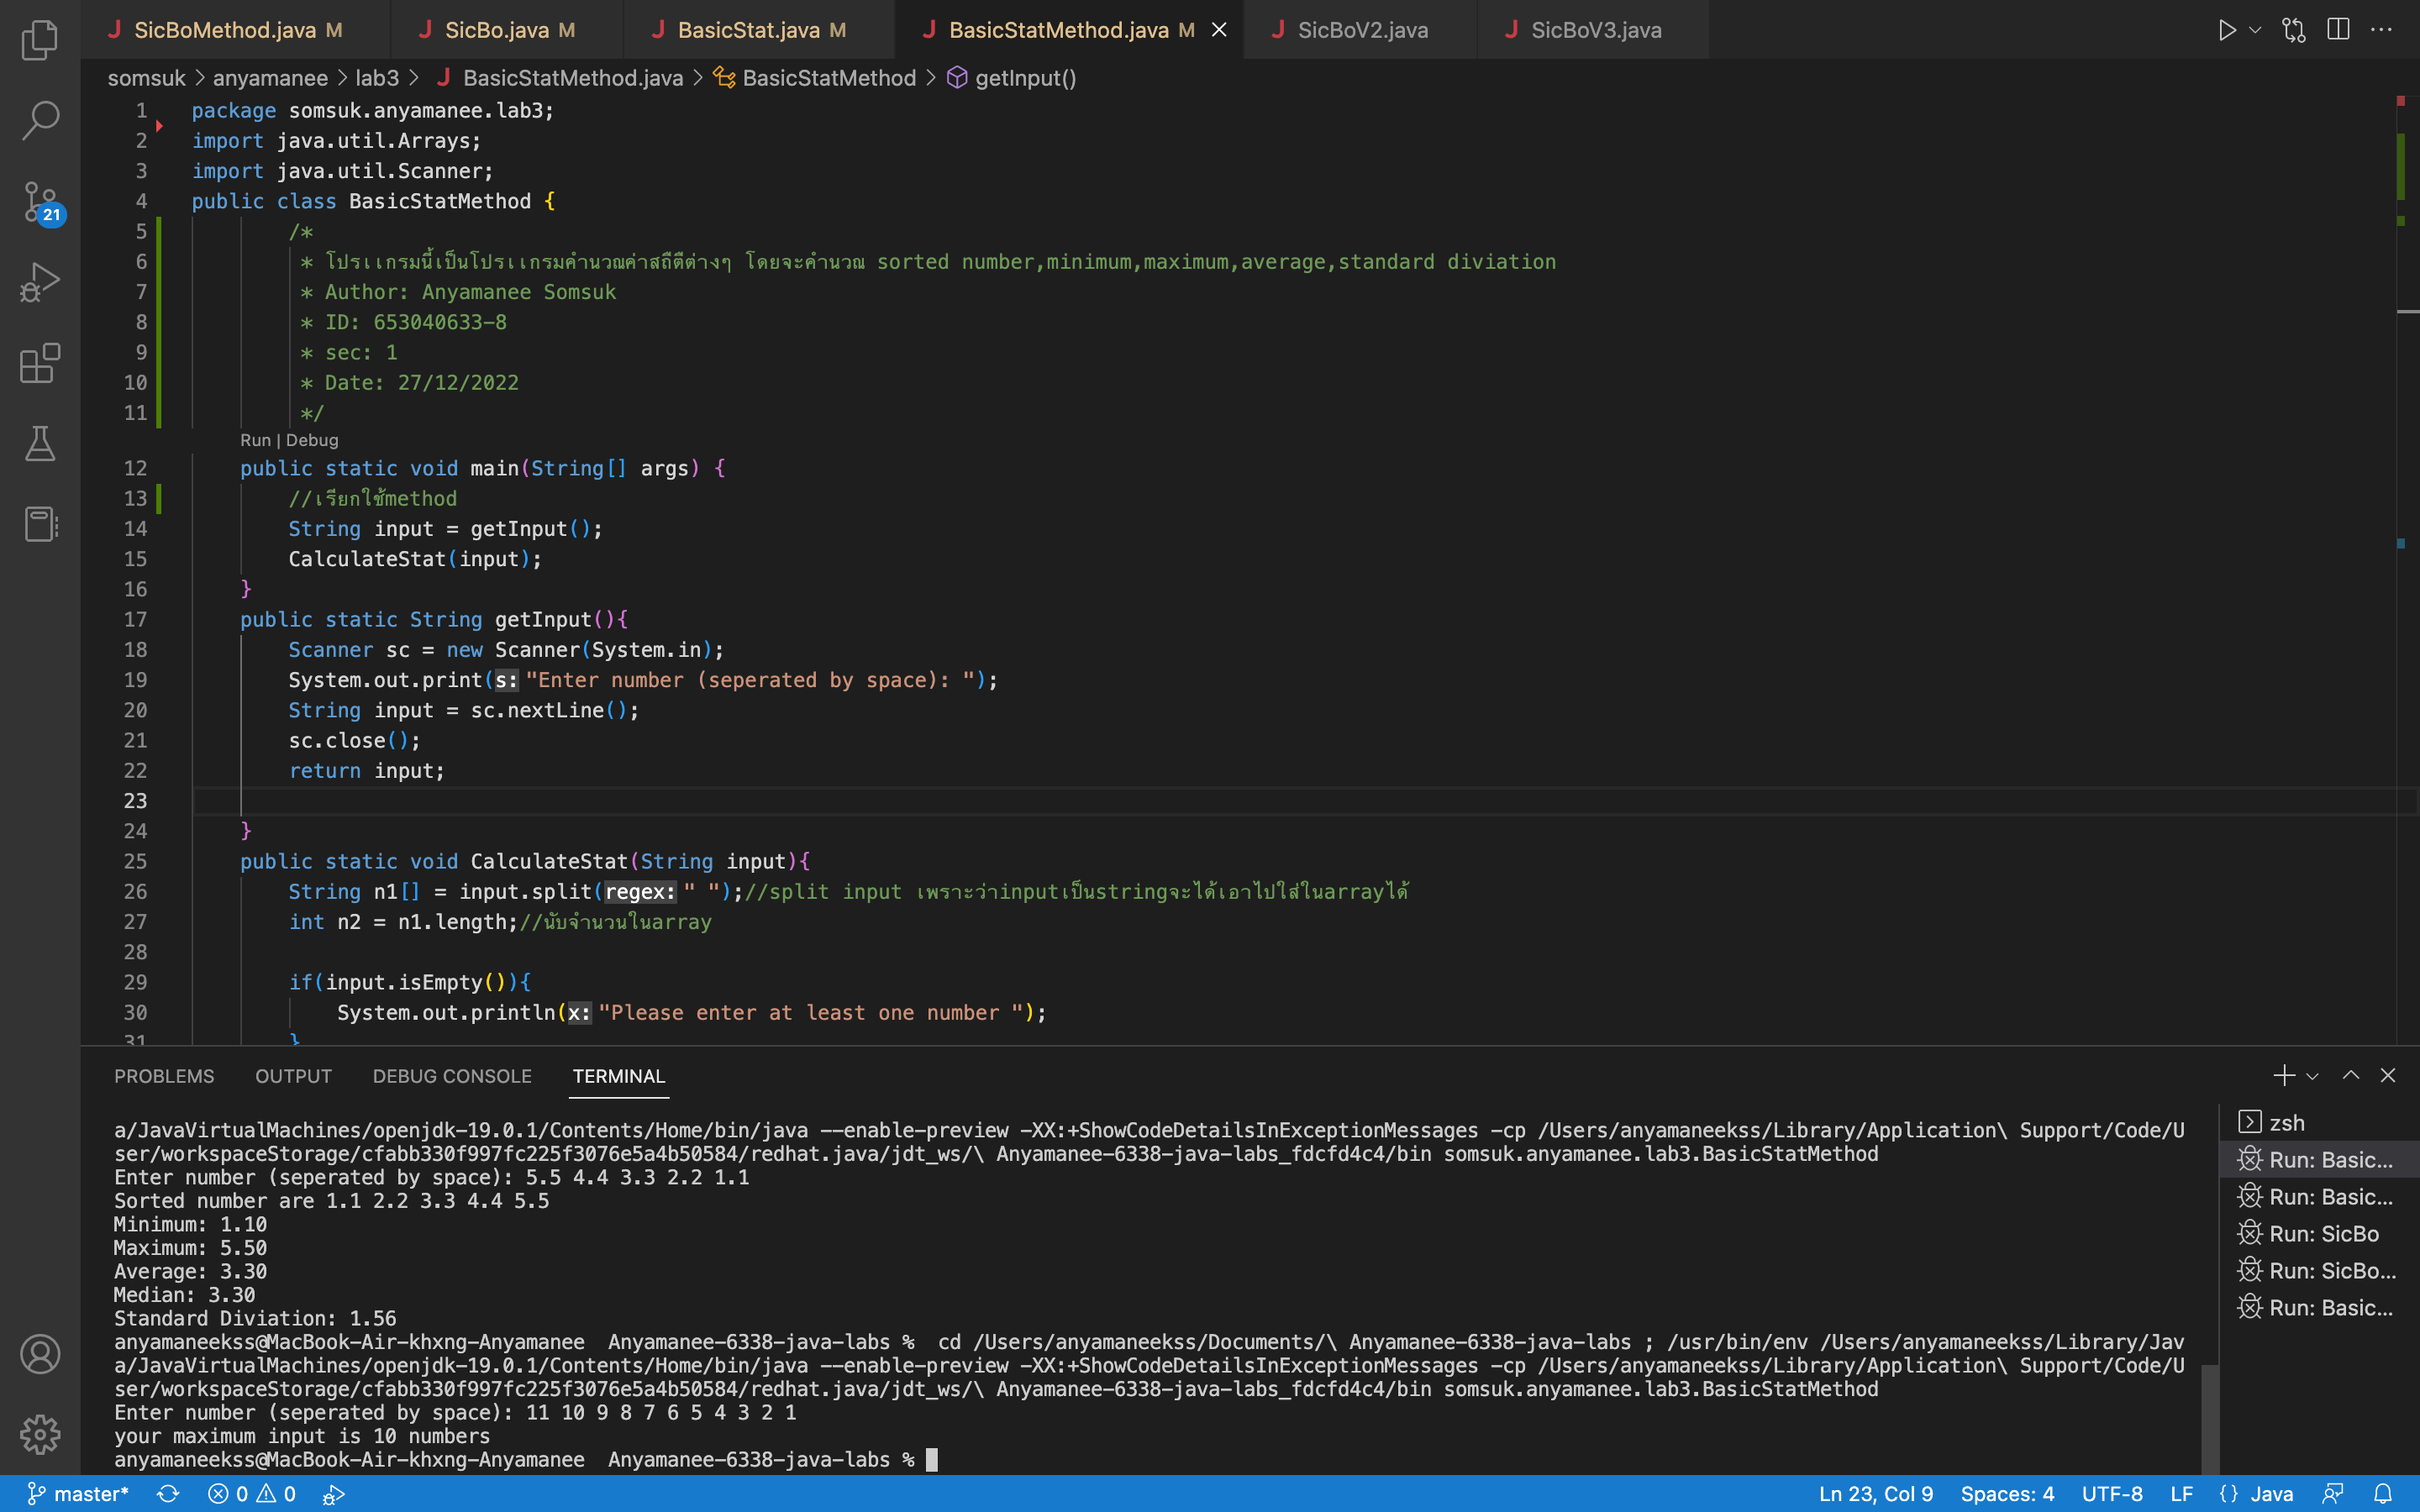 SicBoMethod.java M
SicBo.java M
BasicStat.java M
BasicStatMethod.java M
SicBoV2.java
SicBoV3.java
somsuk > anyamanee > lab3 > BasicStatMethod.java > BasicStatMethod > getInput()
21
1 package somsuk.anyamanee.lab3;
2 import java.util.Arrays;
3 import java.util.Scanner;
4 public class BasicStatMethod {
5 /*
6 * โปรเเกรมนี้เป็นโปรเเกรมคำนวณค่าสถืตืต่างๆ โดยจะคำนวณ sorted number,minimum,maximum,average,standard diviation
7 * Author: Anyamanee Somsuk
8 * ID: 653040633-8
9 * sec: 1
10 * Date: 27/12/2022
11 */
Run | Debug
12 public static void main(String[] args) {
13 //เรียกใช้method
14 String input = getInput();
15 CalculateStat(input);
16 }
17 public static String getInput(){
18 Scanner sc = new Scanner(System.in);
19 System.out.print(s: "Enter number (seperated by space): ");
20 String input = sc.nextLine();
21 sc.close();
22 return input;
23
24 }
25 public static void CalculateStat(String input){
26 String n1[] = input.split(regex: " ");//split input เพราะว่าinputเป็นstringจะได้เอาไปใส่ในarrayได้
27 int n2 = n1.length;//นับจำนวนในarray
28
29 if(input.isEmpty()){
30 System.out.println(x: "Please enter at least one number ");
31 }
PROBLEMS OUTPUT DEBUG CONSOLE TERMINAL
a/JavaVirtualMachines/openjdk-19.0.1/Contents/Home/bin/java --enable-preview -XX:+ShowCodeDetailsInExceptionMessages -cp /Users/anyamaneekss/Library/Application\ Support/Code/U
ser/workspaceStorage/cfabb330f997fc225f3076e5a4b50584/redhat.java/jdt_ws/\ Anyamanee-6338-java-labs_fdcfd4c4/bin somsuk.anyamanee.lab3.BasicStatMethod
Enter number (seperated by space): 5.5 4.4 3.3 2.2 1.1
Sorted number are 1.1 2.2 3.3 4.4 5.5
Minimum: 1.10
Maximum: 5.50
Average: 3.30
Median: 3.30
Standard Diviation: 1.56
anyamaneekss@MacBook-Air-khxng-Anyamanee  Anyamanee-6338-java-labs %  cd /Users/anyamaneekss/Documents/\ Anyamanee-6338-java-labs ; /usr/bin/env /Users/anyamaneekss/Library/Jav
a/JavaVirtualMachines/openjdk-19.0.1/Contents/Home/bin/java --enable-preview -XX:+ShowCodeDetailsInExceptionMessages -cp /Users/anyamaneekss/Library/Application\ Support/Code/U
ser/workspaceStorage/cfabb330f997fc225f3076e5a4b50584/redhat.java/jdt_ws/\ Anyamanee-6338-java-labs_fdcfd4c4/bin somsuk.anyamanee.lab3.BasicStatMethod
Enter number (seperated by space): 11 10 9 8 7 6 5 4 3 2 1
your maximum input is 10 numbers
anyamaneekss@MacBook-Air-khxng-Anyamanee  Anyamanee-6338-java-labs %
zsh
Run: Basic...
Run: Basic...
Run: SicBo
Run: SicBo...
Run: Basic...
master* 0 0 Ln 23, Col 9 Spaces: 4 UTF-8 LF {} Java